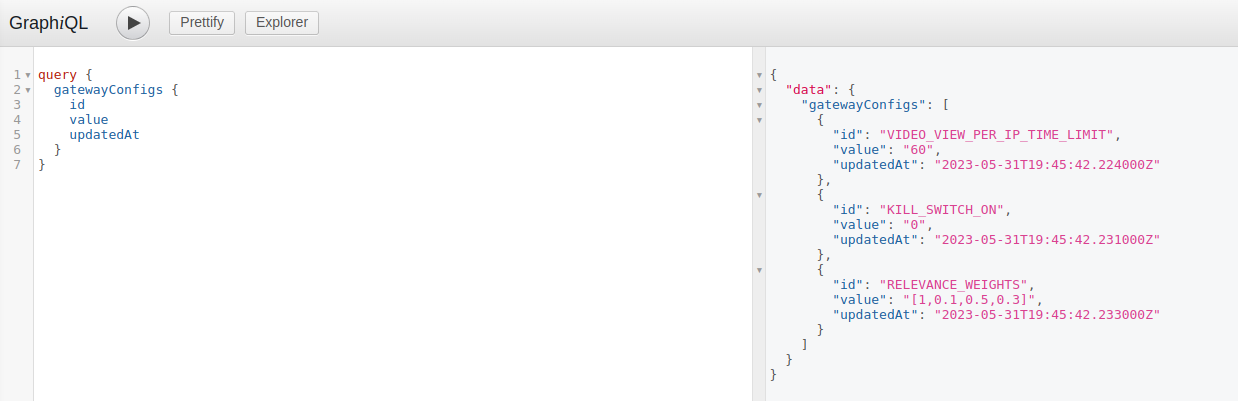 GraphiQL
Prettify
Explorer
1 query {
2   gatewayConfigs {
3     id
4     value
5     updatedAt
6   }
7 }
{
  "data": {
    "gatewayConfigs": [
      {
        "id": "VIDEO_VIEW_PER_IP_TIME_LIMIT",
        "value": "60",
        "updatedAt": "2023-05-31T19:45:42.224000Z"
      },
      {
        "id": "KILL_SWITCH_ON",
        "value": "0",
        "updatedAt": "2023-05-31T19:45:42.231000Z"
      },
      {
        "id": "RELEVANCE_WEIGHTS",
        "value": "[1,0.1,0.5,0.3]",
        "updatedAt": "2023-05-31T19:45:42.233000Z"
      }
    ]
  }
}